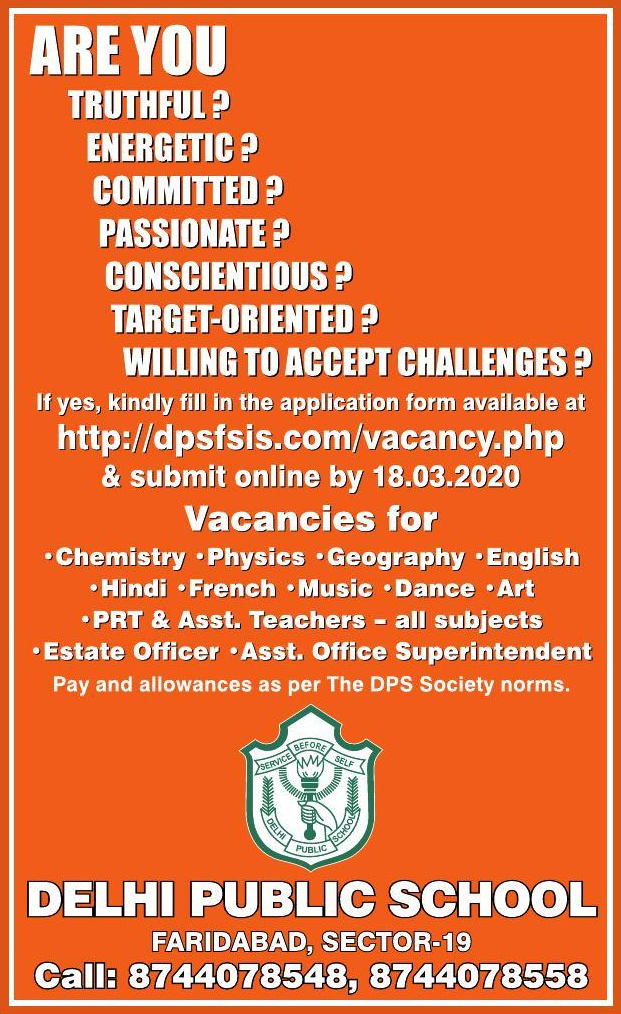 ARE YOU
TRUTHFUL ?
ENERGETIC ?
COMMITTED ?
PASSIONATE ?
CONSCIENTIOUS ?
TARGET-ORIENTED ?
WILLING TO ACCEPT CHALLENGES ?
If yes, kindly fill in the application form available at
http://dpsfsis.com/vacancy.php
& submit online by 18.03.2020
Vacancies for
•Chemistry •Physics •Geography •English
•Hindi •French •Music •Dance •Art
•PRT & Asst. Teachers – all subjects
•Estate Officer •Asst. Office Superintendent
Pay and allowances as per The DPS Society norms.
SERVICE BEFORE SELF
DELHI PUBLIC SCHOOL
DELHI PUBLIC SCHOOL
FARIDABAD, SECTOR-19
Call: 8744078548, 8744078558